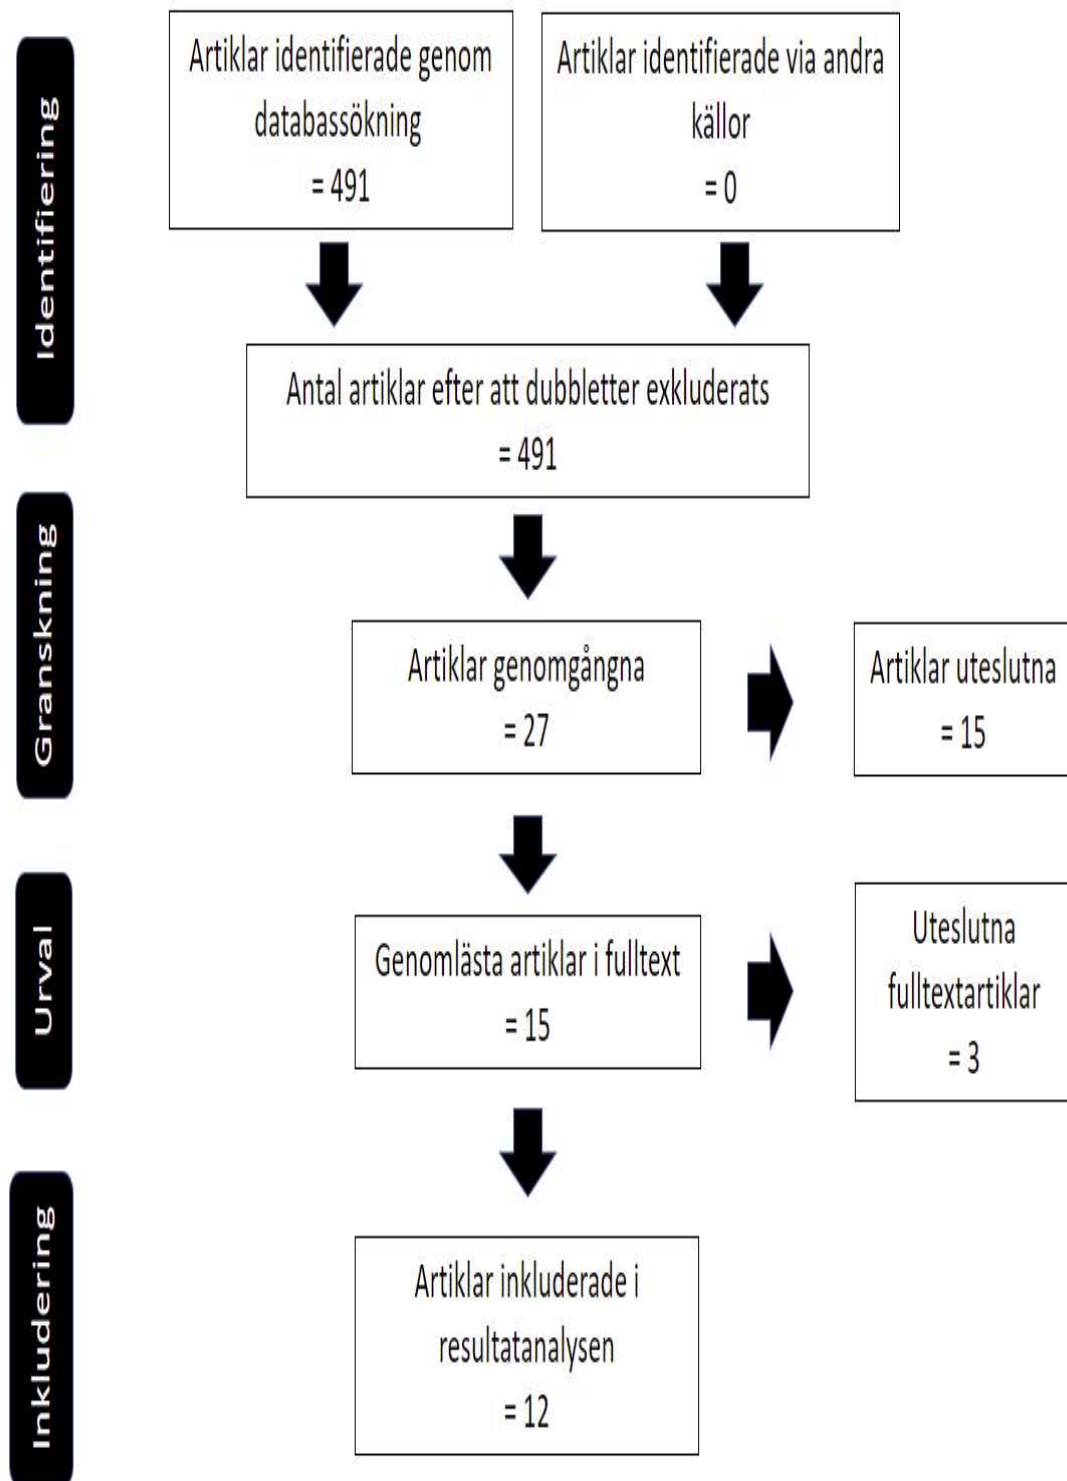 Identifiering
Artiklar identifierade genom
databassökning
= 491
Artiklar identifierade via andra
källor
= 0
Antal artiklar efter att dubbletter exkluderats
= 491
Granskning
Artiklar genomgångna
= 27
Artiklar uteslutna
= 15
Urval
Genomlästa artiklar i fulltext
= 15
Uteslutna
fulltextartiklar
= 3
Inkludering
Artiklar inkluderade i
resultatanalysen
= 12